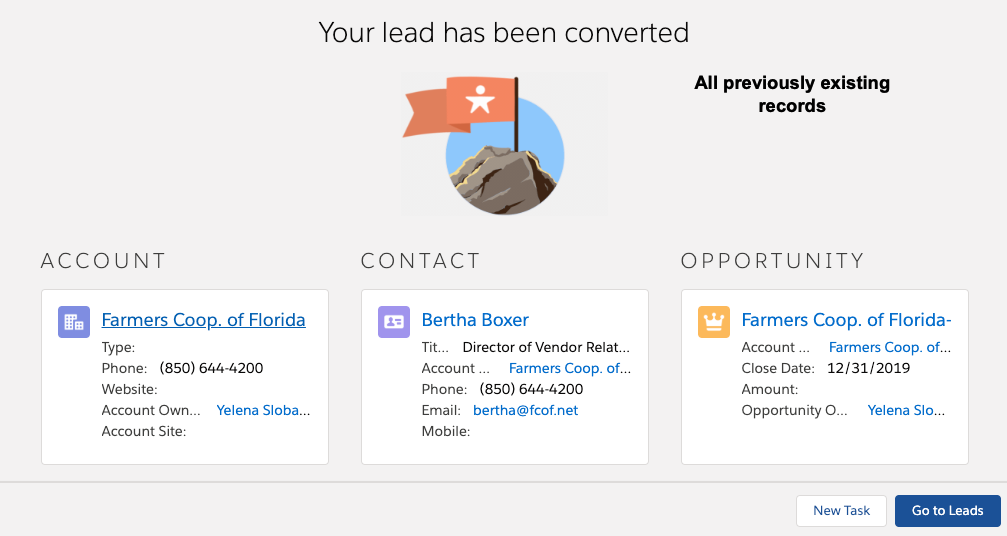 Your lead has been converted
All previously existing
records
ACCOUNT
Farmers Coop. of Florida
Type:
Phone: (850) 644-4200
Website:
Account Own... Yelena Sloba...
Account Site:
CONTACT
Bertha Boxer
Tit... Director of Vendor Relat...
Account ... Farmers Coop. of...
Phone: (850) 644-4200
Email: bertha@fcof.net
Mobile:
OPPORTUNITY
Farmers Coop. of Florida-
Account ... Farmers Coop. of...
Close Date: 12/31/2019
Amount:
Opportunity O... Yelena Slo...
New Task
Go to Leads